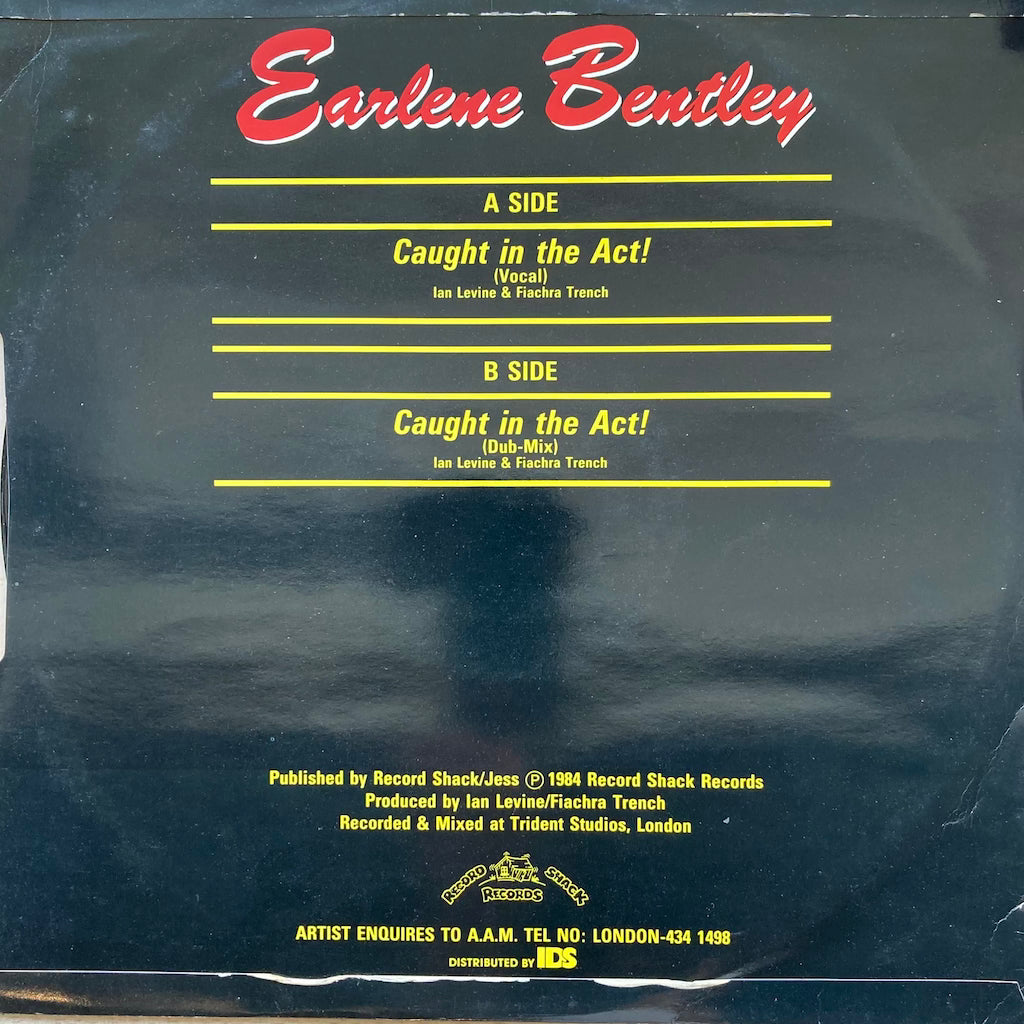 Earlene Bentley
A SIDE
Caught in the Act!
(Vocal)
Ian Levine & Fiachra Trench
B SIDE
Caught in the Act!
(Dub-Mix)
Ian Levine & Fiachra Trench
Published by Record Shack/Jess ℗ 1984 Record Shack Records
Produced by Ian Levine/Fiachra Trench
Recorded & Mixed at Trident Studios, London
RECORD SHACK
RECORDS
ARTIST ENQUIRES TO A.A.M. TEL NO: LONDON-434 1498
DISTRIBUTED BY IDS